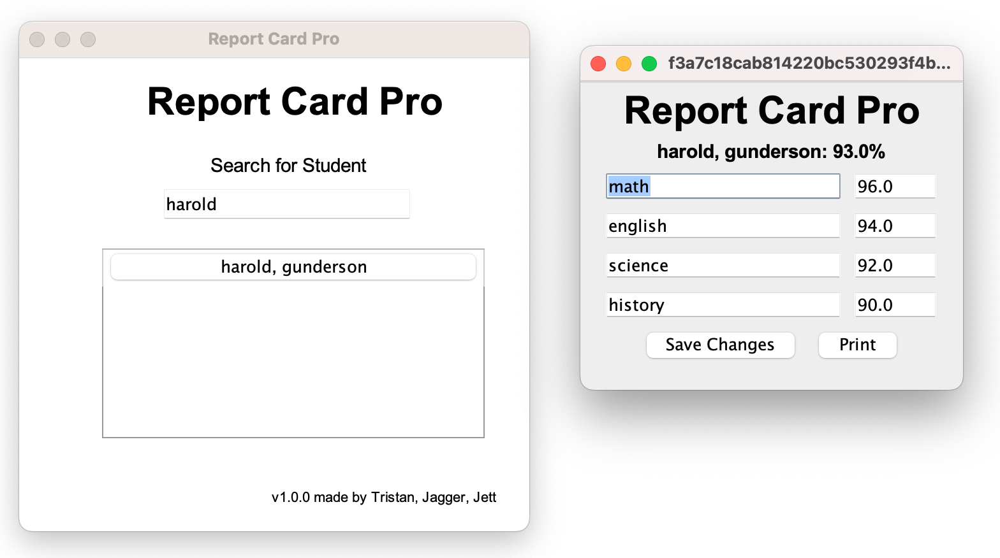 Report Card Pro
Report Card Pro
Search for Student
harold
harold, gunderson
v1.0.0 made by Tristan, Jagger, Jett
f3a7c18cab814220bc530293f4b...
Report Card Pro
harold, gunderson: 93.0%
math 96.0
english 94.0
science 92.0
history 90.0
Save Changes Print